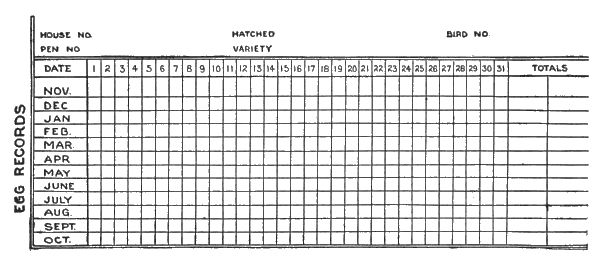 HOUSE NO. HATCHED BIRD NO.
PEN NO VARIETY
DATE 1 2 3 4 5 6 7 8 9 10 11 12 13 14 15 16 17 18 19 20 21 22 23 24 25 26 27 28 29 30 31 TOTALS
NOV.
DEC
JAN
FEB.
MAR.
APR
MAY
JUNE
JULY
AUG.
SEPT.
OCT.
EGG RECORDS